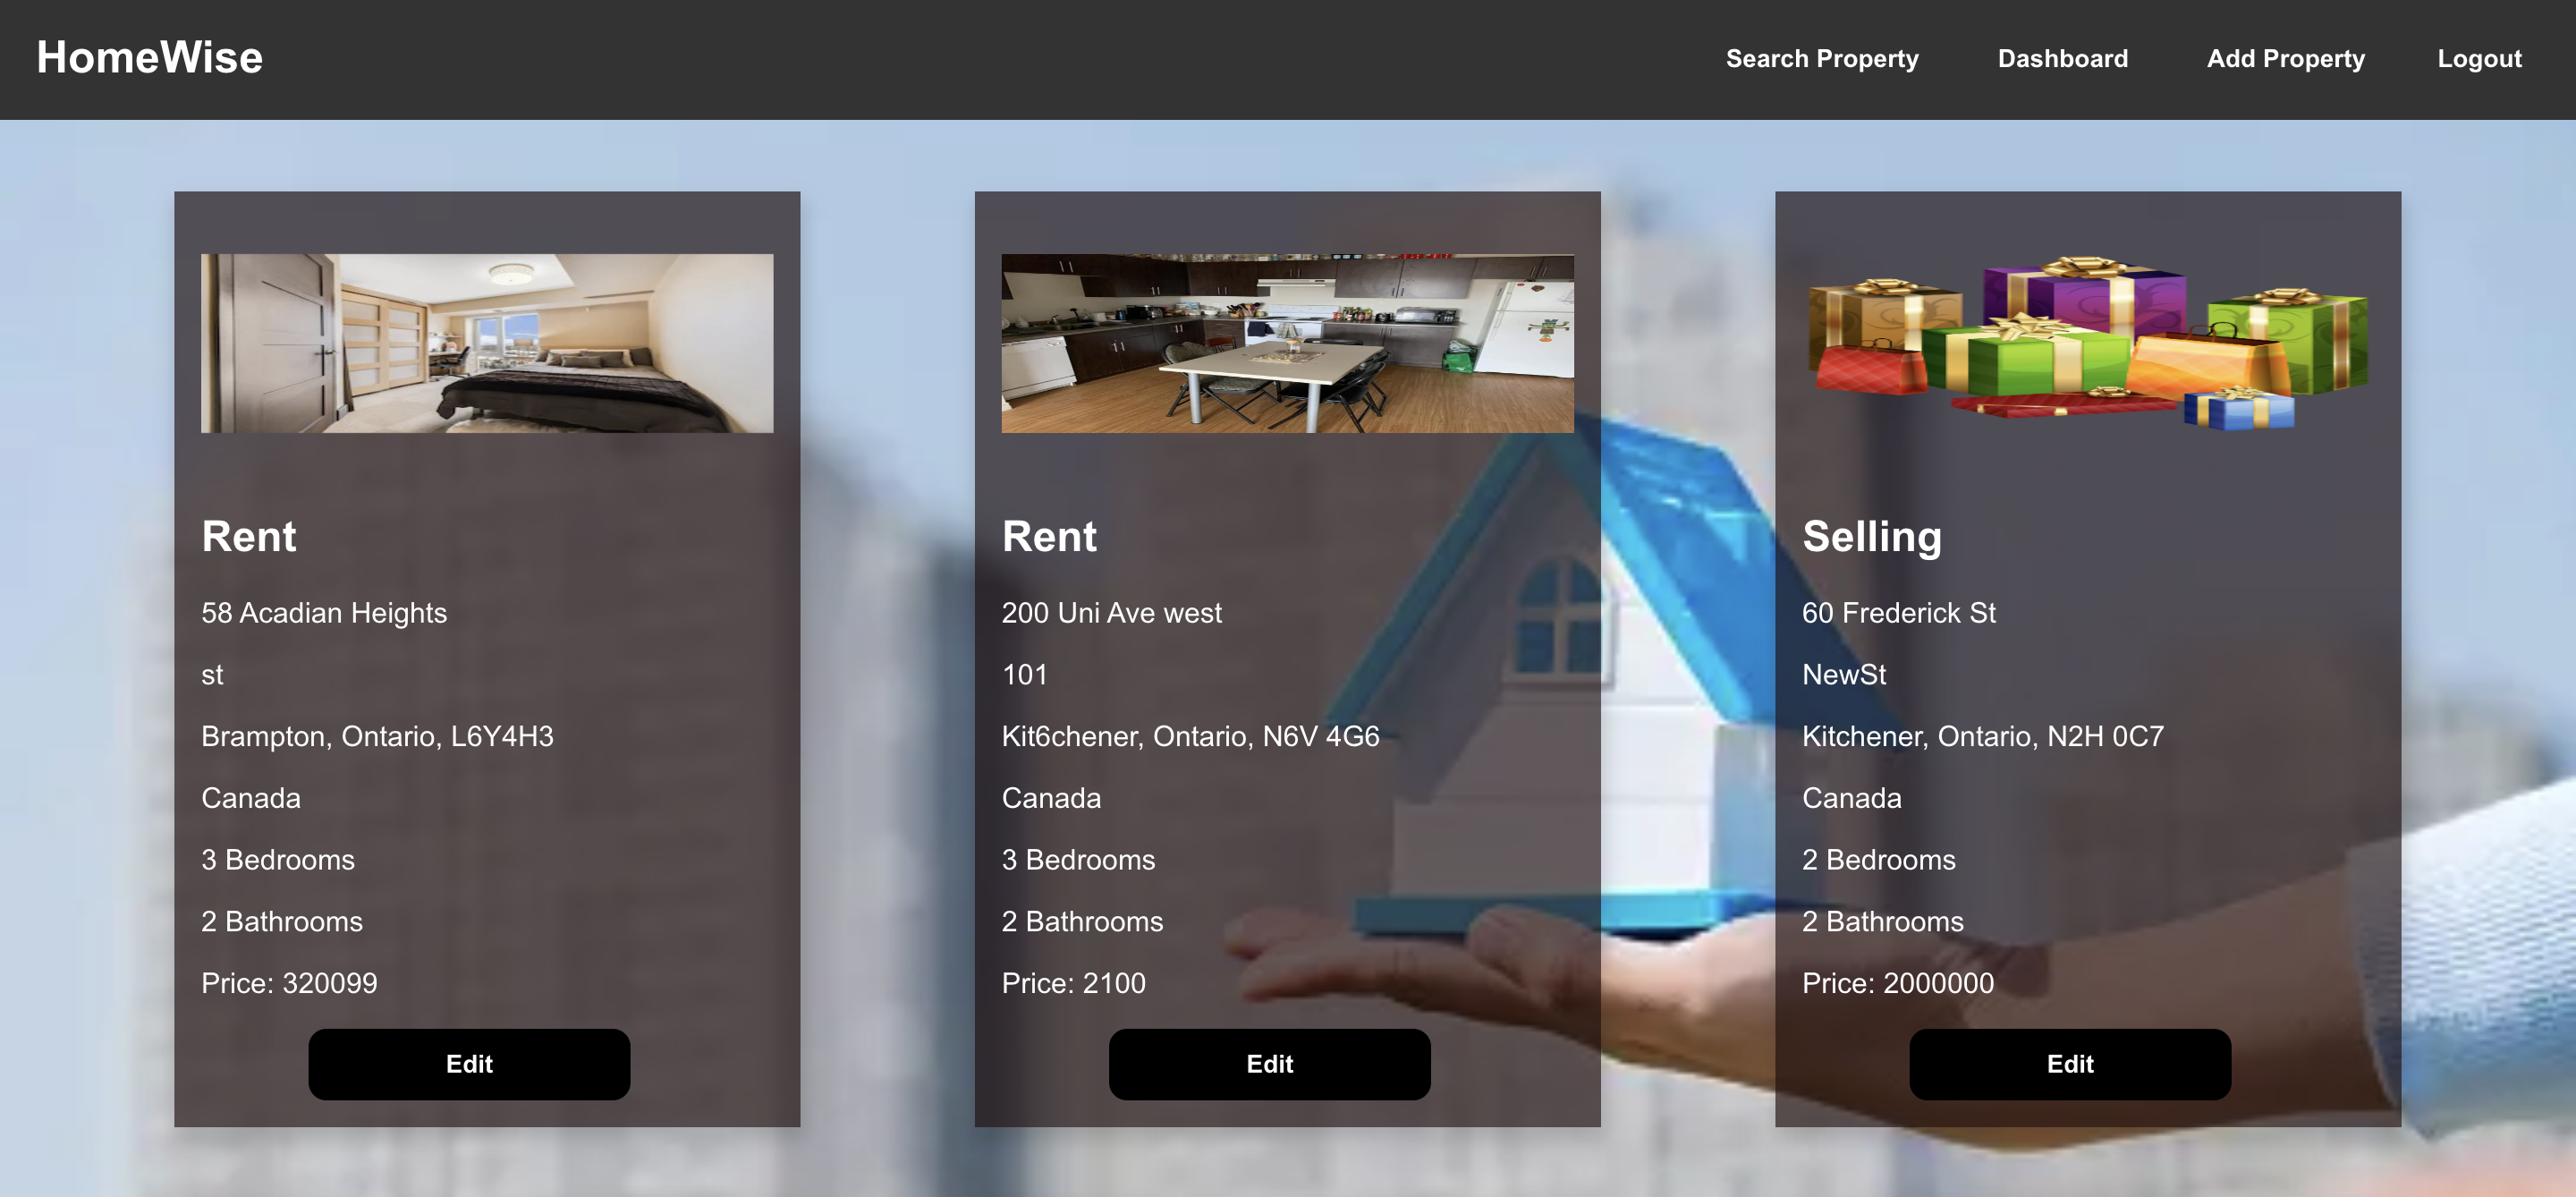 HomeWise
Search Property
Dashboard
Add Property
Logout
Rent
58 Acadian Heights
st
Brampton, Ontario, L6Y4H3
Canada
3 Bedrooms
2 Bathrooms
Price: 320099
Edit
Rent
200 Uni Ave west
101
Kit6chener, Ontario, N6V 4G6
Canada
3 Bedrooms
2 Bathrooms
Price: 2100
Edit
Selling
60 Frederick St
NewSt
Kitchener, Ontario, N2H 0C7
Canada
2 Bedrooms
2 Bathrooms
Price: 2000000
Edit